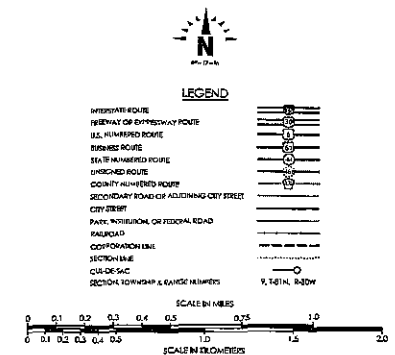 N
LEGEND
INTERSTATE ROUTE
FREEWAY OR EXPRESSWAY ROUTE 30
U.S. NUMBERED ROUTE 6
BUSINESS ROUTE 61
STATE NUMBERED ROUTE
UNSIGNED ROUTE
COUNTY NUMBERED ROUTE
SECONDARY ROAD OR ADJOINING CITY STREET
CITY STREET
PARK, INSTITUTION, OR FEDERAL ROAD
RAILROAD
CORPORATION LINE
SECTION LINE
CUL-DE-SAC
SECTION, TOWNSHIP & RANGE NUMBERS 9, T-81N, R-30W
SCALE IN MILES
0 0.1 0.2 0.3 0.4 0.5 0.75 1.0
0 0.1 0.2 0.3 0.4 0.5 1.0 1.5 2.0
SCALE IN KILOMETERS